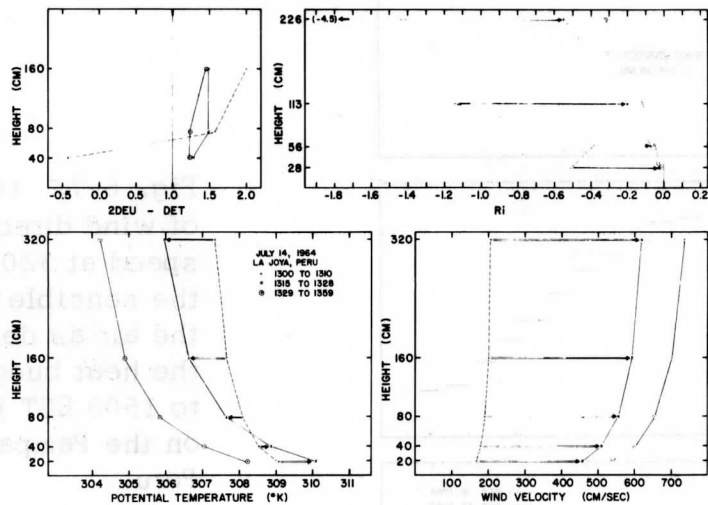 HEIGHT (CM)
160
80
40
-0.5 0.0 0.5 1.0 1.5 2.0
2DEU - DET
HEIGHT (CM)
226
113
56
28
(-4.5)
-1.8 -1.6 -1.4 -1.2 -1.0 -0.8 -0.6 -0.4 -0.2 0.0
Ri
HEIGHT (CM)
320
160
80
40
20
JULY 14, 1964
LA JOYA, PERU
1300 TO 1310
1315 TO 1328
1329 TO 1359
304 305 306 307 308 309 310 311
POTENTIAL TEMPERATURE (°K)
HEIGHT (CM)
320
160
80
40
20
100 200 300 400 500 600 700
WIND VELOCITY (CM/SEC)